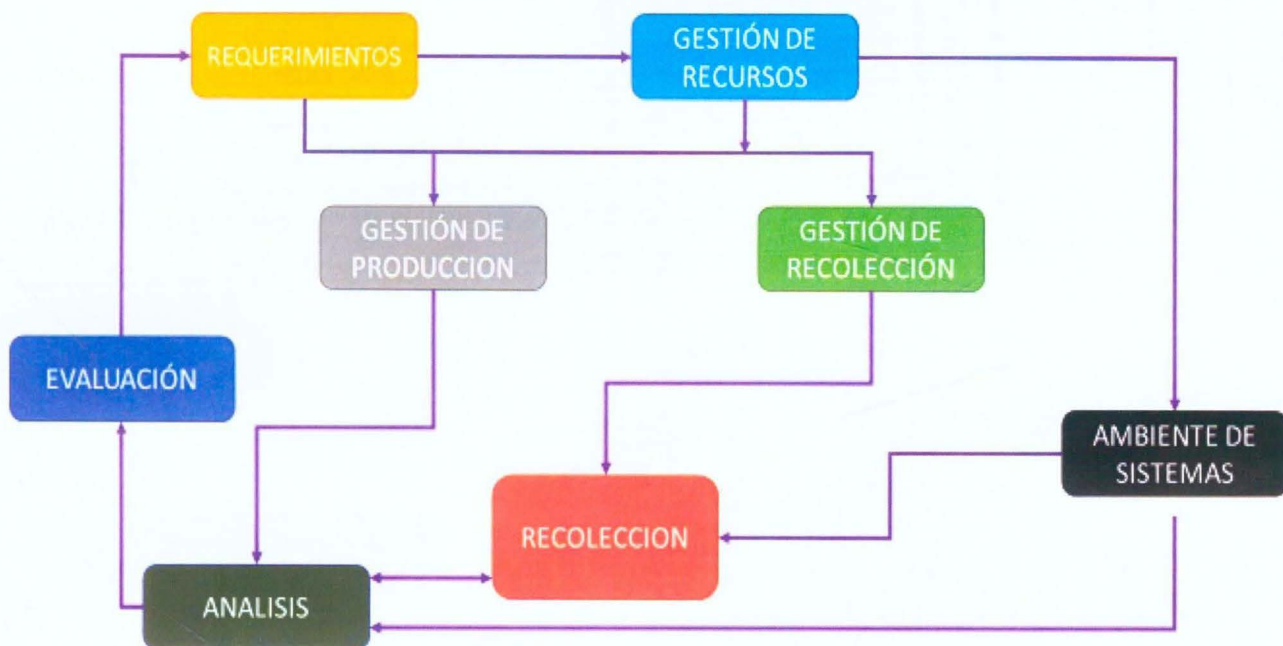 REQUERIMIENTOS
GESTIÓN DE
RECURSOS
GESTIÓN DE
PRODUCCION
GESTIÓN DE
RECOLECCIÓN
EVALUACIÓN
AMBIENTE DE
SISTEMAS
RECOLECCION
ANALISIS